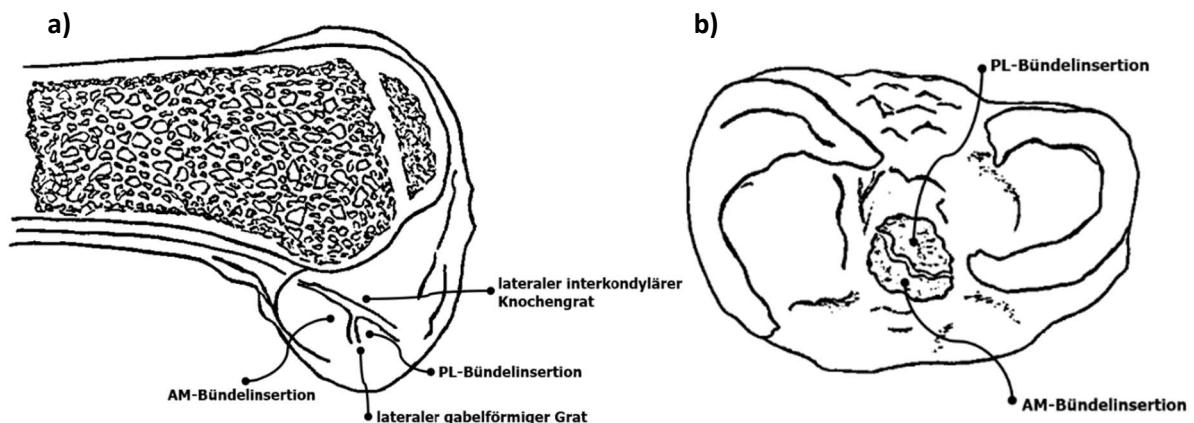 a)
lateraler interkondylärer
Knochengrat
PL-Bündelinsertion
AM-Bündelinsertion
lateraler gabelförmiger Grat
b)
PL-Bündelinsertion
AM-Bündelinsertion